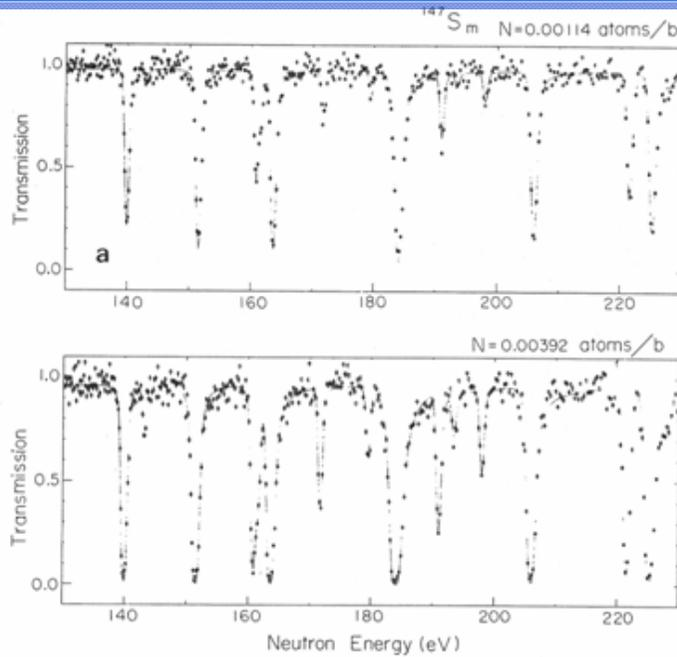 147Sm N=0.00114 atoms/b
1.0
0.5
0.0
Transmission
a
140 160 180 200 220
N=0.00392 atoms/b
1.0
0.5
0.0
Transmission
140 160 180 200 220
Neutron Energy (eV)